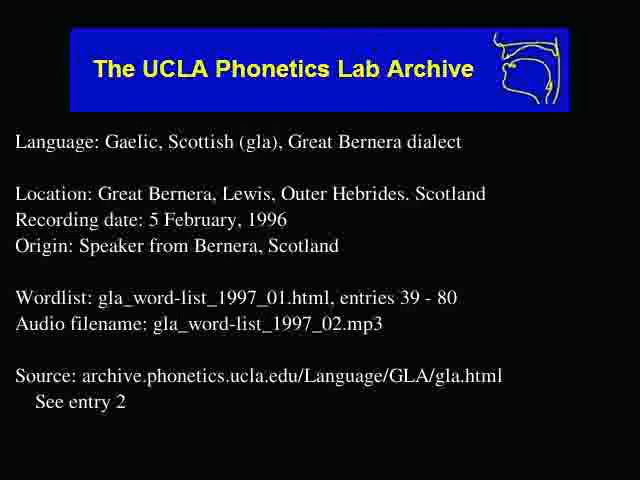 The UCLA Phonetics Lab Archive
Language: Gaelic, Scottish (gla), Great Bernera dialect
Location: Great Bernera, Lewis, Outer Hebrides. Scotland
Recording date: 5 February, 1996
Origin: Speaker from Bernera, Scotland
Wordlist: gla_word-list_1997_01.html, entries 39 - 80
Audio filename: gla_word-list_1997_02.mp3
Source: archive.phonetics.ucla.edu/Language/GLA/gla.html
See entry 2